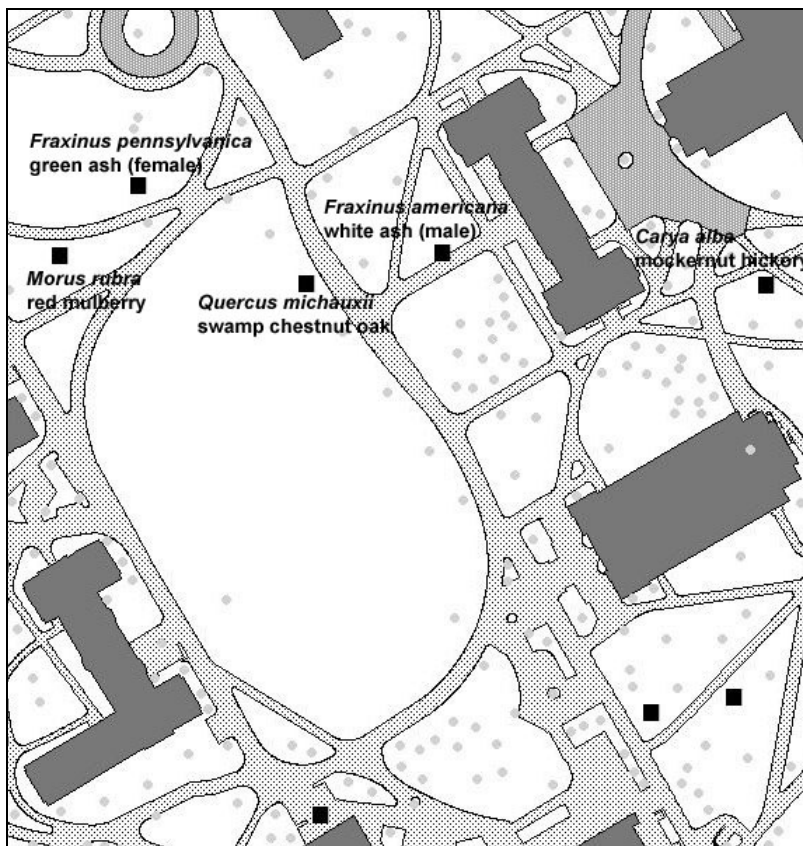 Fraxinus pennsylvanica
green ash (female)
Fraxinus americana
white ash (male)
Carya alba
mockernut hickory
Morus rubra
red mulberry
Quercus michauxii
swamp chestnut oak